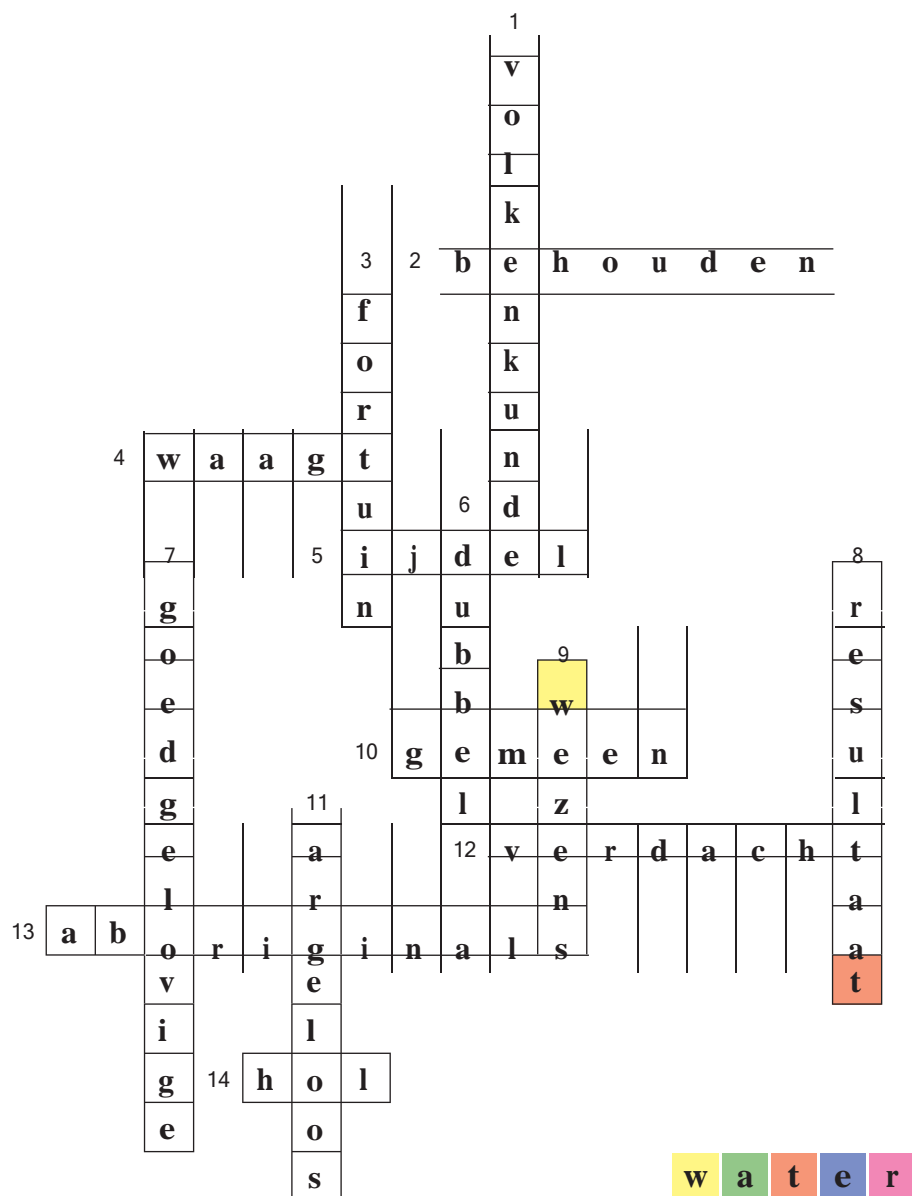 1
v
o
l
k
3 2 b e h o u d e n
f n
o k
r u
4 w a a g t n
u 6 d
7 5 i j d e l 8
g n u r
o b 9 e
e b w s
d 10 g e m e e n u
g 11 l z l
e a 12 v e r d a c h t
l r n a
13 a b o r i g i n a l s a
v e t
i l
g 14 h o l
e o
s w a t e r